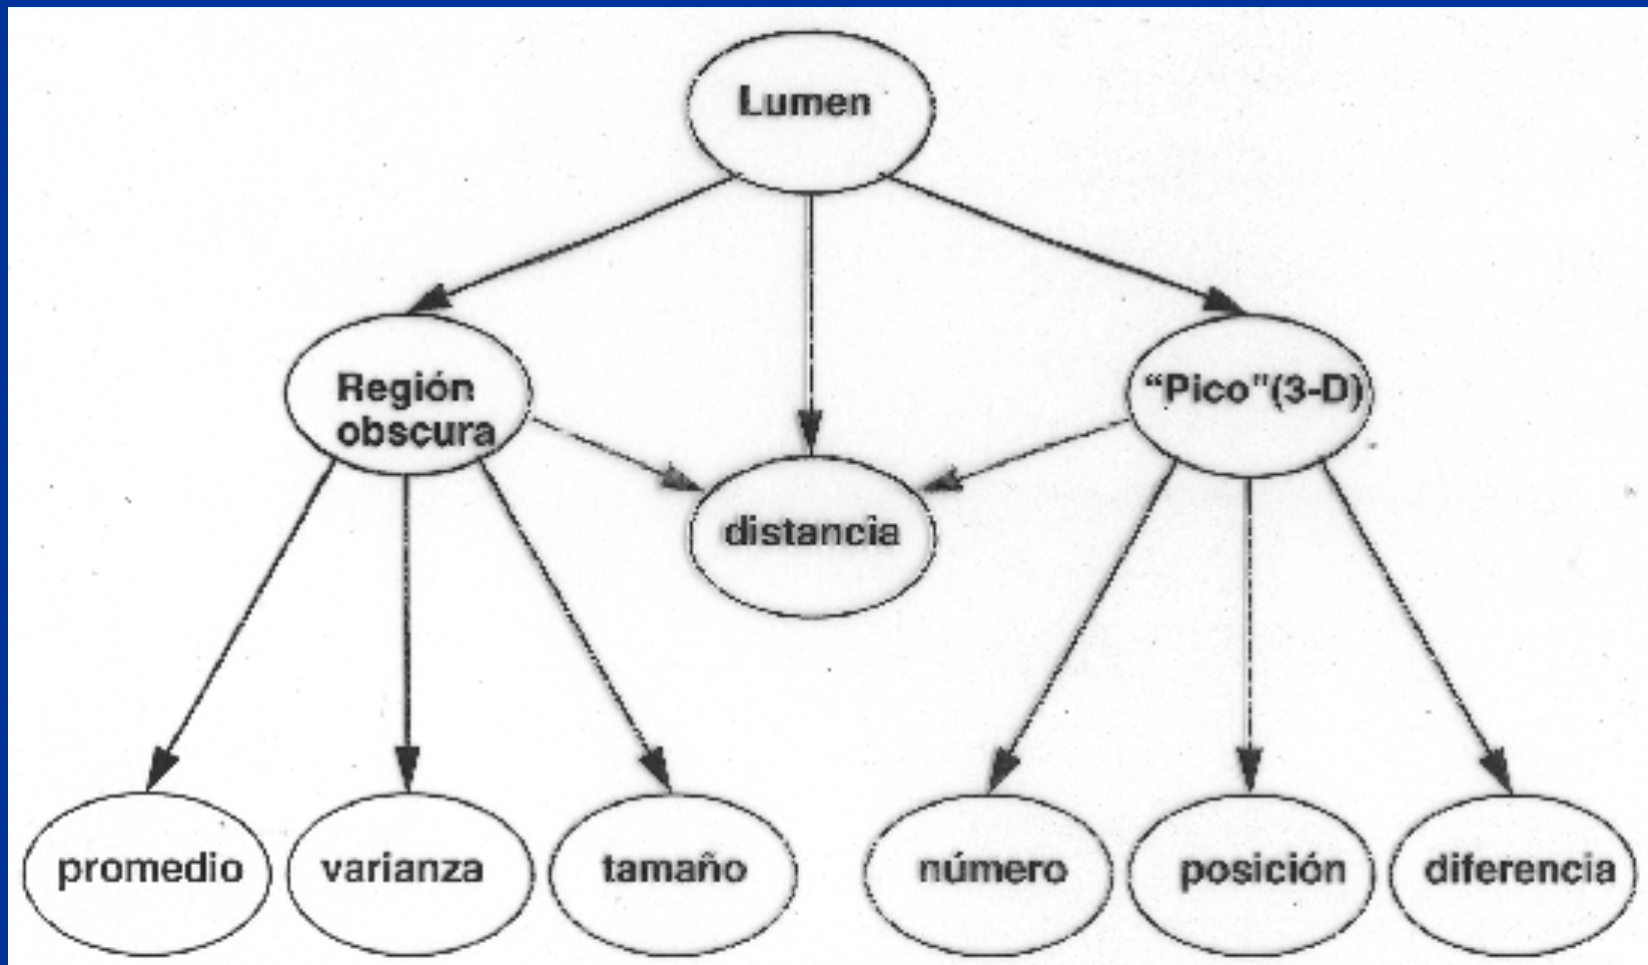 Lumen
Región
obscura
“Pico”(3-D)
distancia
promedio
varianza
tamaño
número
posición
diferencia